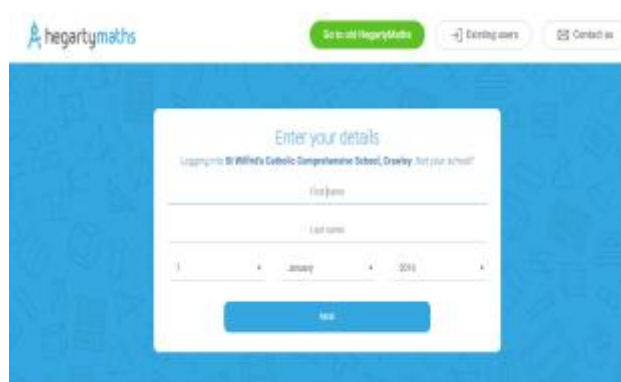 hegartymaths
Go to old HegartyMaths
Existing users
Contact us
Enter your details
Logging into St Wilfrid's Catholic Comprehensive School, Crawley. Not your school?
First name
Last name
1 January 2016
Next